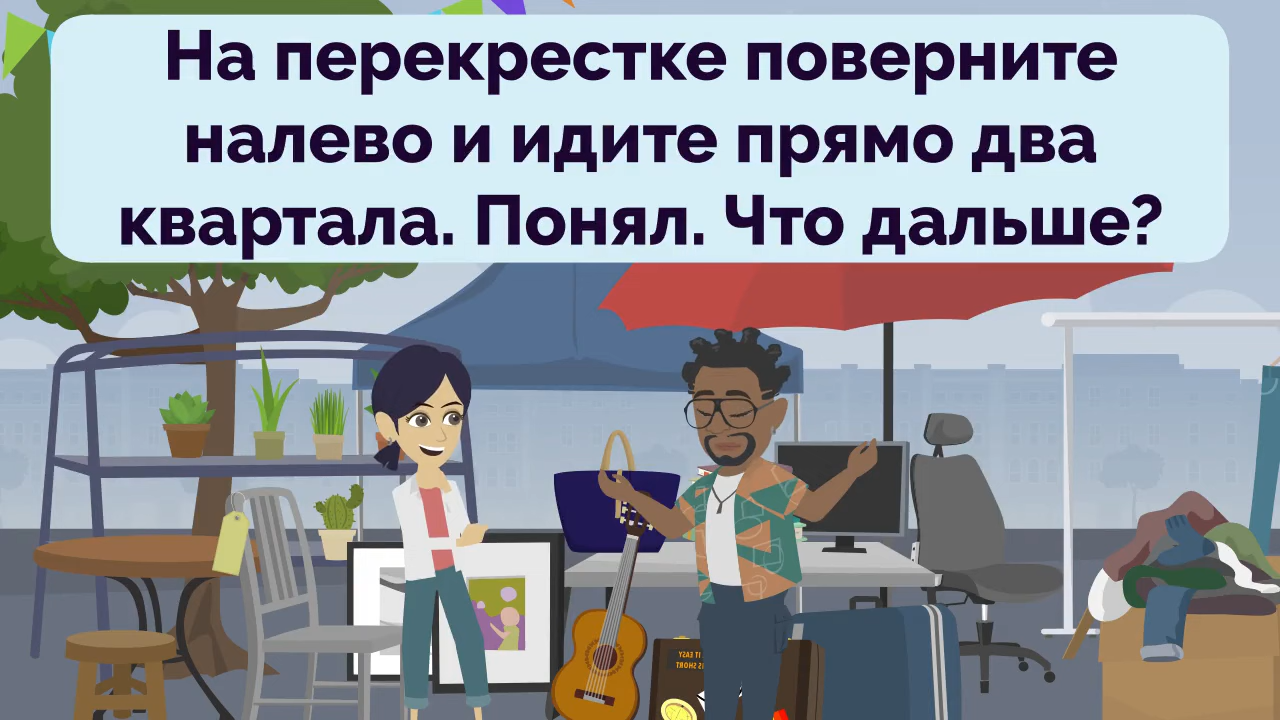 На перекрестке поверните
налево и идите прямо два
квартала. Понял. Что дальше?